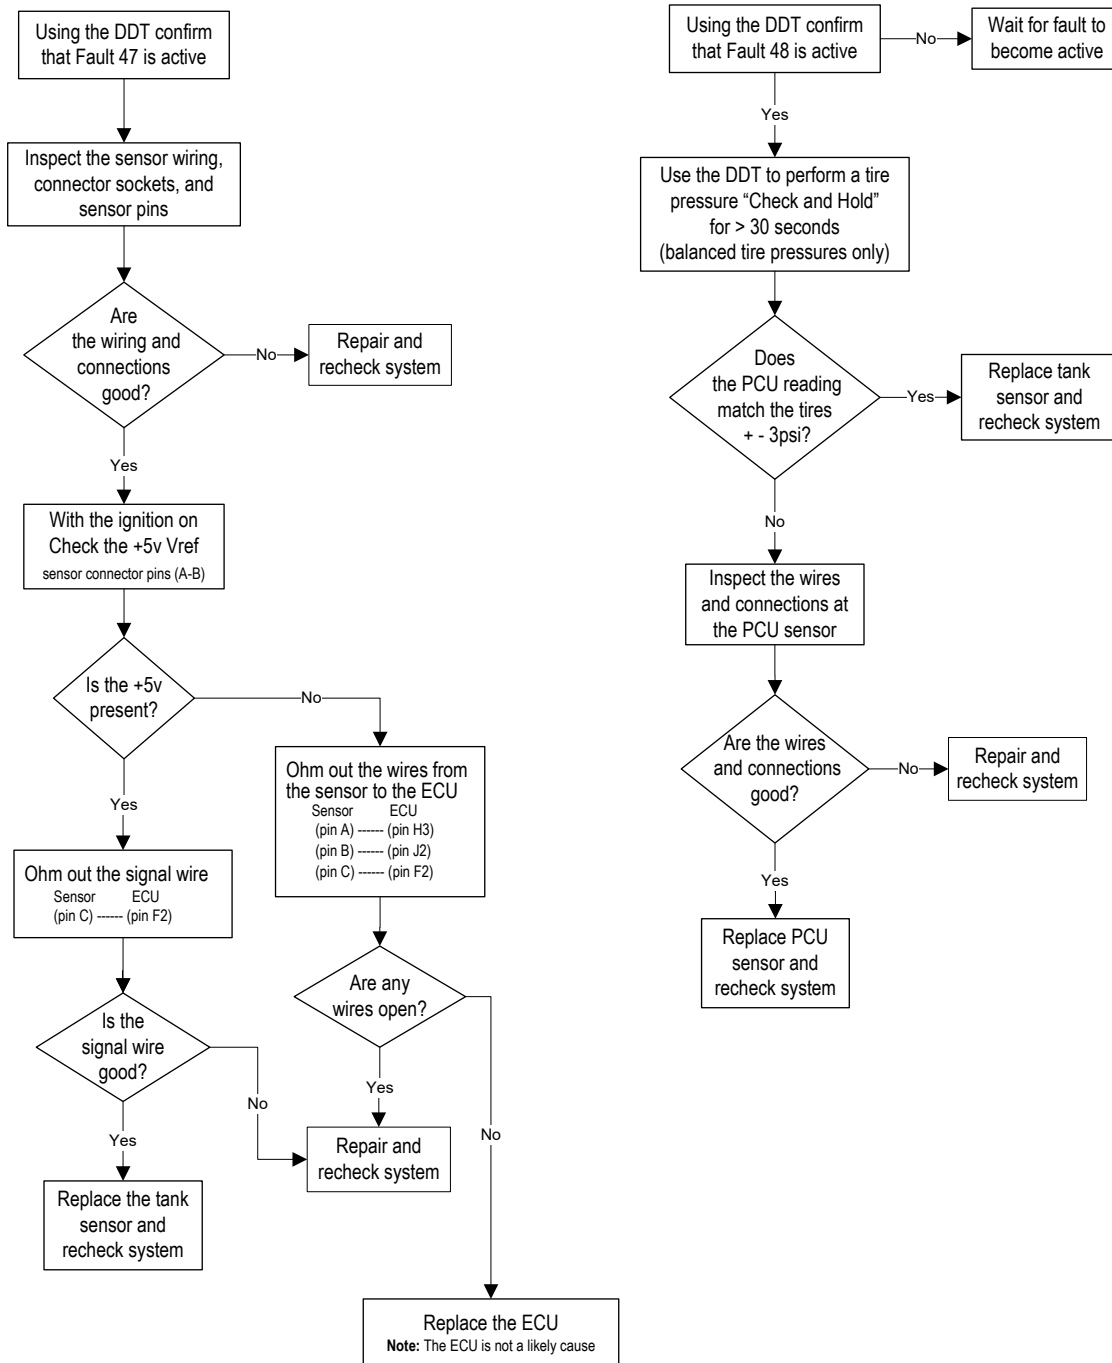 Using the DDT confirm
that Fault 47 is active
Inspect the sensor wiring,
connector sockets, and
sensor pins
Are
the wiring and
connections
good?
No
Repair and
recheck system
Yes
With the ignition on
Check the +5v Vref
sensor connector pins (A-B)
Is the +5v
present?
No
Yes
Ohm out the wires from
the sensor to the ECU
Sensor ECU
(pin A) ------ (pin H3)
(pin B) ------ (pin J2)
(pin C) ------ (pin F2)
Ohm out the signal wire
Sensor ECU
(pin C) ------ (pin F2)
Are any
wires open?
Is the
signal wire
good?
Yes
No
No
Yes
Repair and
recheck system
Replace the tank
sensor and
recheck system
Replace the ECU
Note: The ECU is not a likely cause
Using the DDT confirm
that Fault 48 is active
No
Wait for fault to
become active
Yes
Use the DDT to perform a tire
pressure “Check and Hold”
for > 30 seconds
(balanced tire pressures only)
Does
the PCU reading
match the tires
+ - 3psi?
Yes
Replace tank
sensor and
recheck system
No
Inspect the wires
and connections at
the PCU sensor
Are the wires
and connections
good?
No
Repair and
recheck system
Yes
Replace PCU
sensor and
recheck system